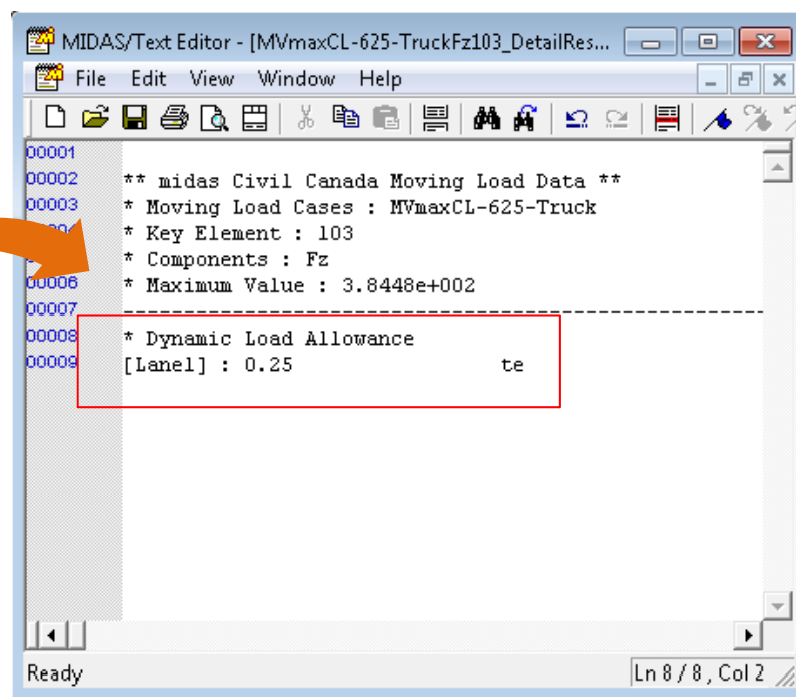 MIDAS/Text Editor - [MVmaxCL-625-TruckFz103_DetailRes...
File Edit View Window Help
00001
00002 ** midas Civil Canada Moving Load Data **
00003 * Moving Load Cases : MVmaxCL-625-Truck
* Key Element : 103
* Components : Fz
00006 * Maximum Value : 3.8448e+002
00007 ------------------------------------------------------
00008 * Dynamic Load Allowance
00009 [Lane1] : 0.25 te
Ready Ln 8 / 8 , Col 2